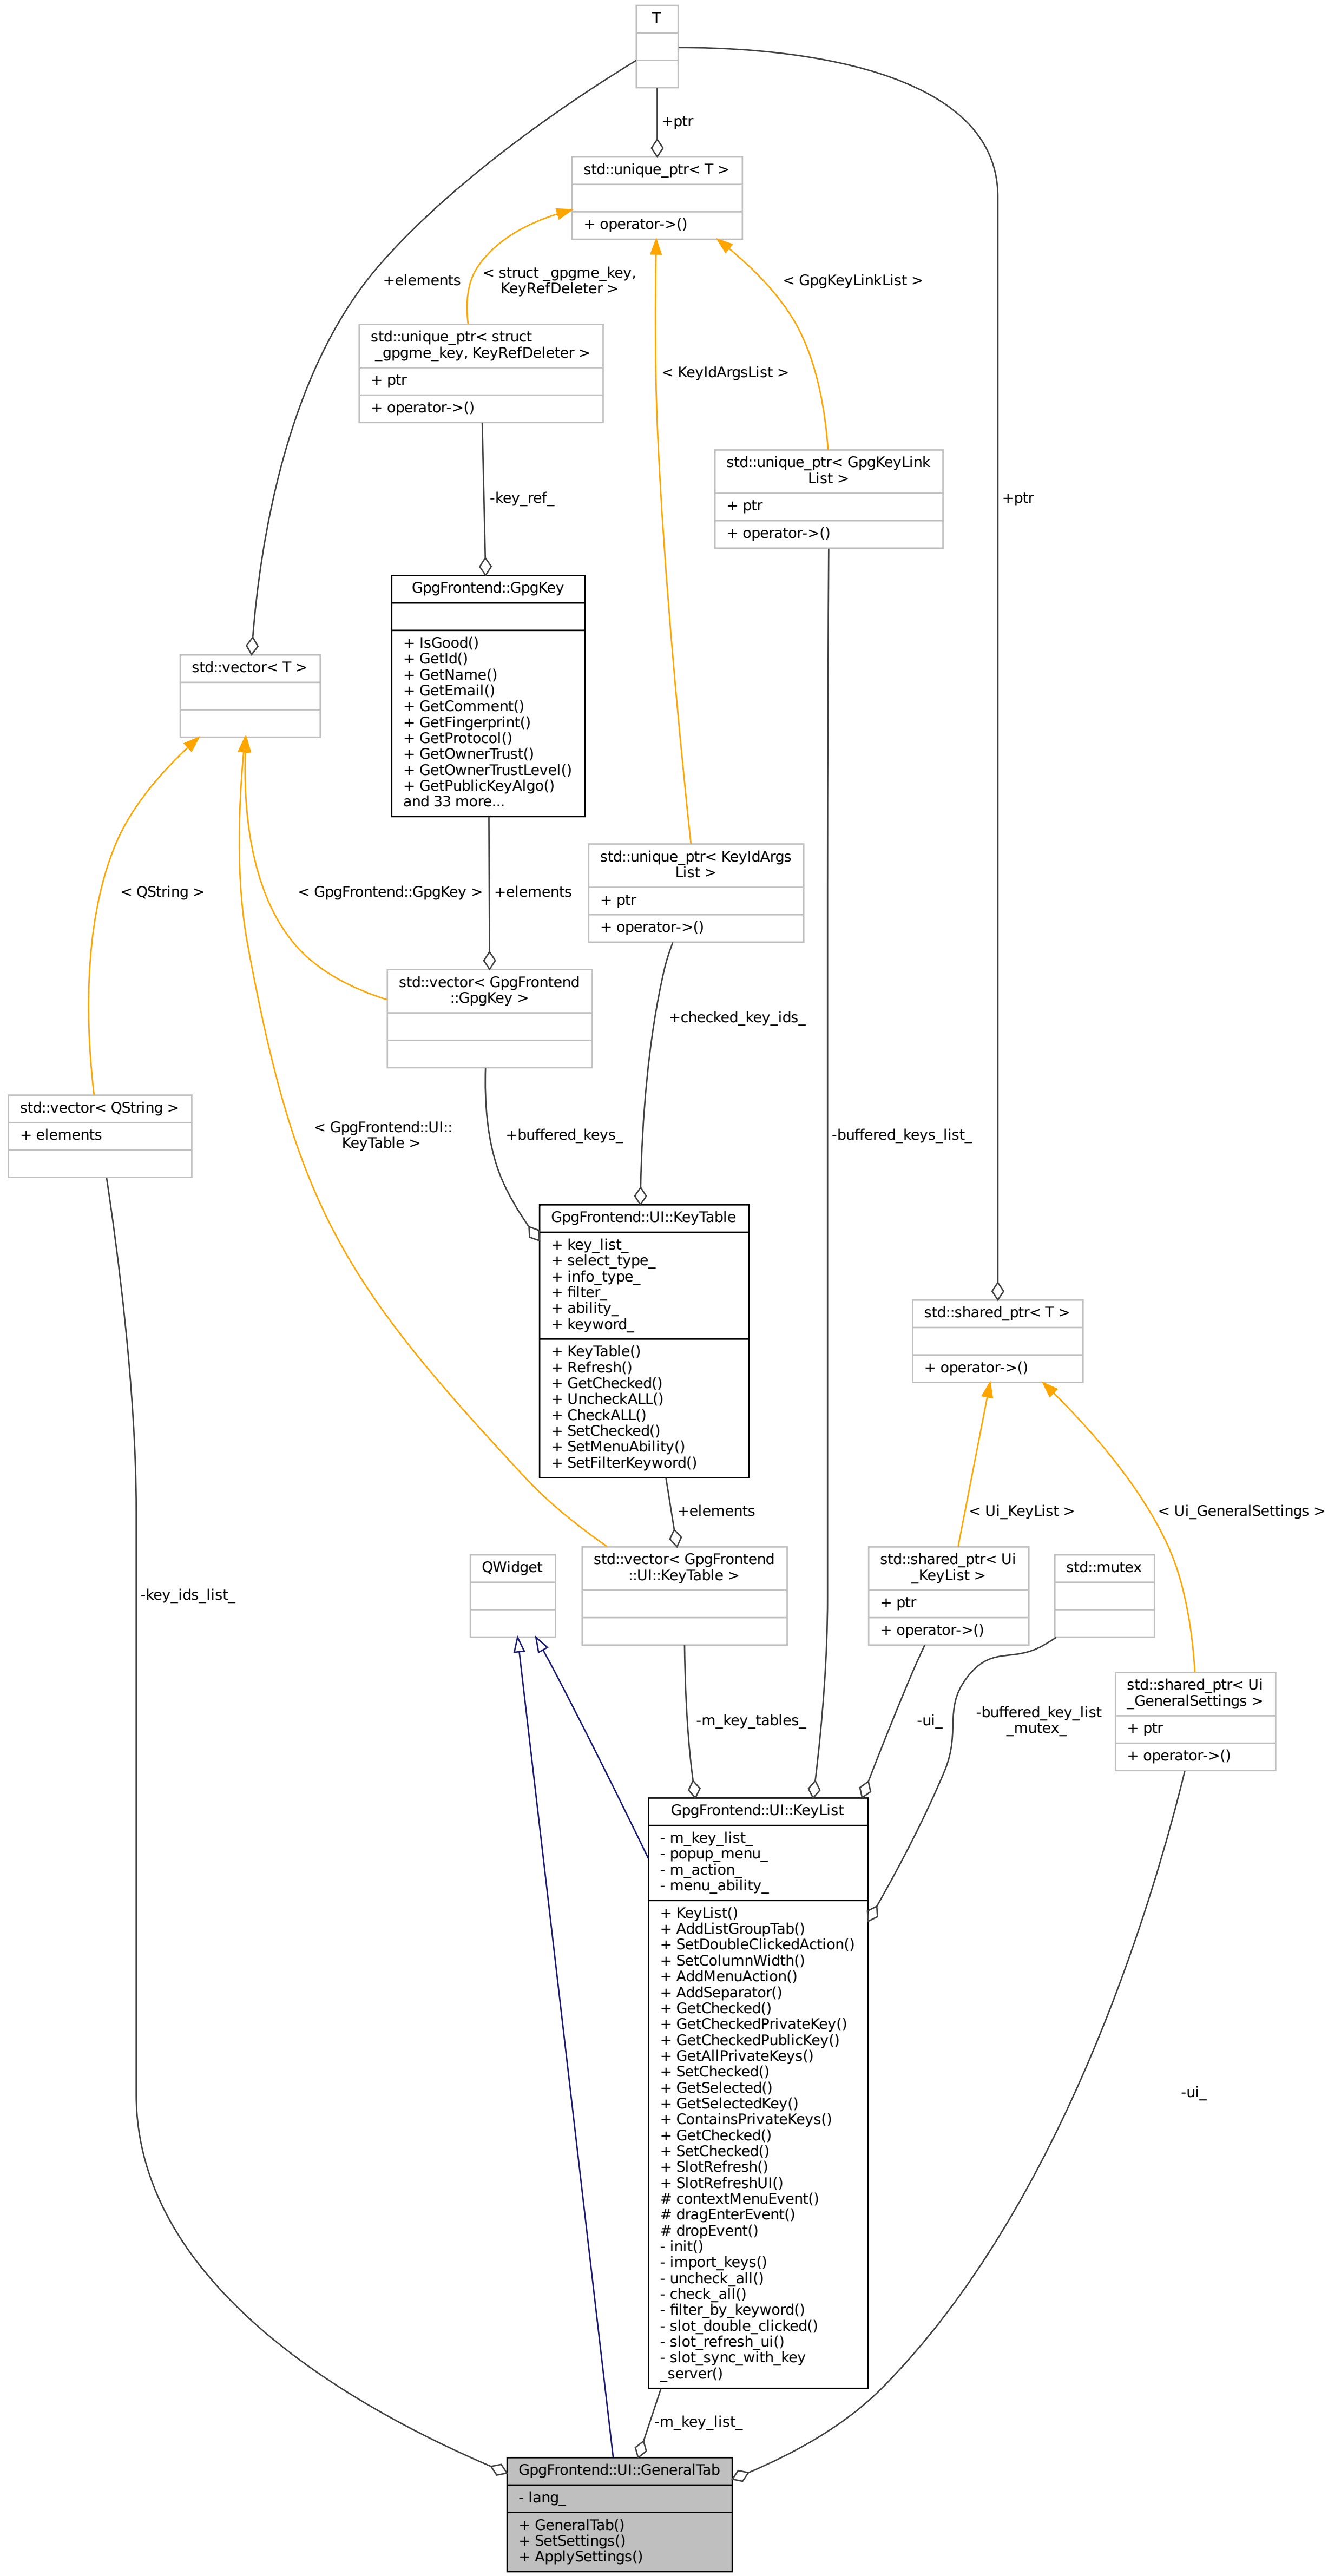 T
+ptr
std::unique_ptr< T >
+ operator->()
+elements
< struct _gpgme_key,
KeyRefDeleter >
< GpgKeyLinkList >
std::unique_ptr< struct
_gpgme_key, KeyRefDeleter >
+ ptr
+ operator->()
< KeyIdArgsList >
std::unique_ptr< GpgKeyLink
List >
+ ptr
+ operator->()
-key_ref_
+ptr
GpgFrontend::GpgKey
+ IsGood()
+ GetId()
+ GetName()
+ GetEmail()
+ GetComment()
+ GetFingerprint()
+ GetProtocol()
+ GetOwnerTrust()
+ GetOwnerTrustLevel()
+ GetPublicKeyAlgo()
and 33 more...
std::vector< T >
< QString >
< GpgFrontend::GpgKey >
+elements
std::unique_ptr< KeyIdArgs
List >
+ ptr
+ operator->()
std::vector< GpgFrontend
::GpgKey >
+checked_key_ids_
std::vector< QString >
+ elements
< GpgFrontend::UI::
KeyTable >
+buffered_keys_
-buffered_keys_list_
GpgFrontend::UI::KeyTable
+ key_list_
+ select_type_
+ info_type_
+ filter_
+ ability_
+ keyword_
+ KeyTable()
+ Refresh()
+ GetChecked()
+ UncheckALL()
+ CheckALL()
+ SetChecked()
+ SetMenuAbility()
+ SetFilterKeyword()
std::shared_ptr< T >
+ operator->()
+elements
< Ui_KeyList >
< Ui_GeneralSettings >
-key_ids_list_
QWidget
std::vector< GpgFrontend
::UI::KeyTable >
std::shared_ptr< Ui
_KeyList >
+ ptr
+ operator->()
std::mutex
std::shared_ptr< Ui
_GeneralSettings >
+ ptr
+ operator->()
-m_key_tables_
-ui_
-buffered_key_list
_mutex_
GpgFrontend::UI::KeyList
- m_key_list_
- popup_menu_
- m_action_
- menu_ability_
+ KeyList()
+ AddListGroupTab()
+ SetDoubleClickedAction()
+ SetColumnWidth()
+ AddMenuAction()
+ AddSeparator()
+ GetChecked()
+ GetCheckedPrivateKey()
+ GetCheckedPublicKey()
+ GetAllPrivateKeys()
+ SetChecked()
+ GetSelected()
+ GetSelectedKey()
+ ContainsPrivateKeys()
+ GetChecked()
+ SetChecked()
+ SlotRefresh()
+ SlotRefreshUI()
# contextMenuEvent()
# dragEnterEvent()
# dropEvent()
- init()
- import_keys()
- uncheck_all()
- check_all()
- filter_by_keyword()
- slot_double_clicked()
- slot_refresh_ui()
- slot_sync_with_key
_server()
-ui_
-m_key_list_
GpgFrontend::UI::GeneralTab
- lang_
+ GeneralTab()
+ SetSettings()
+ ApplySettings()